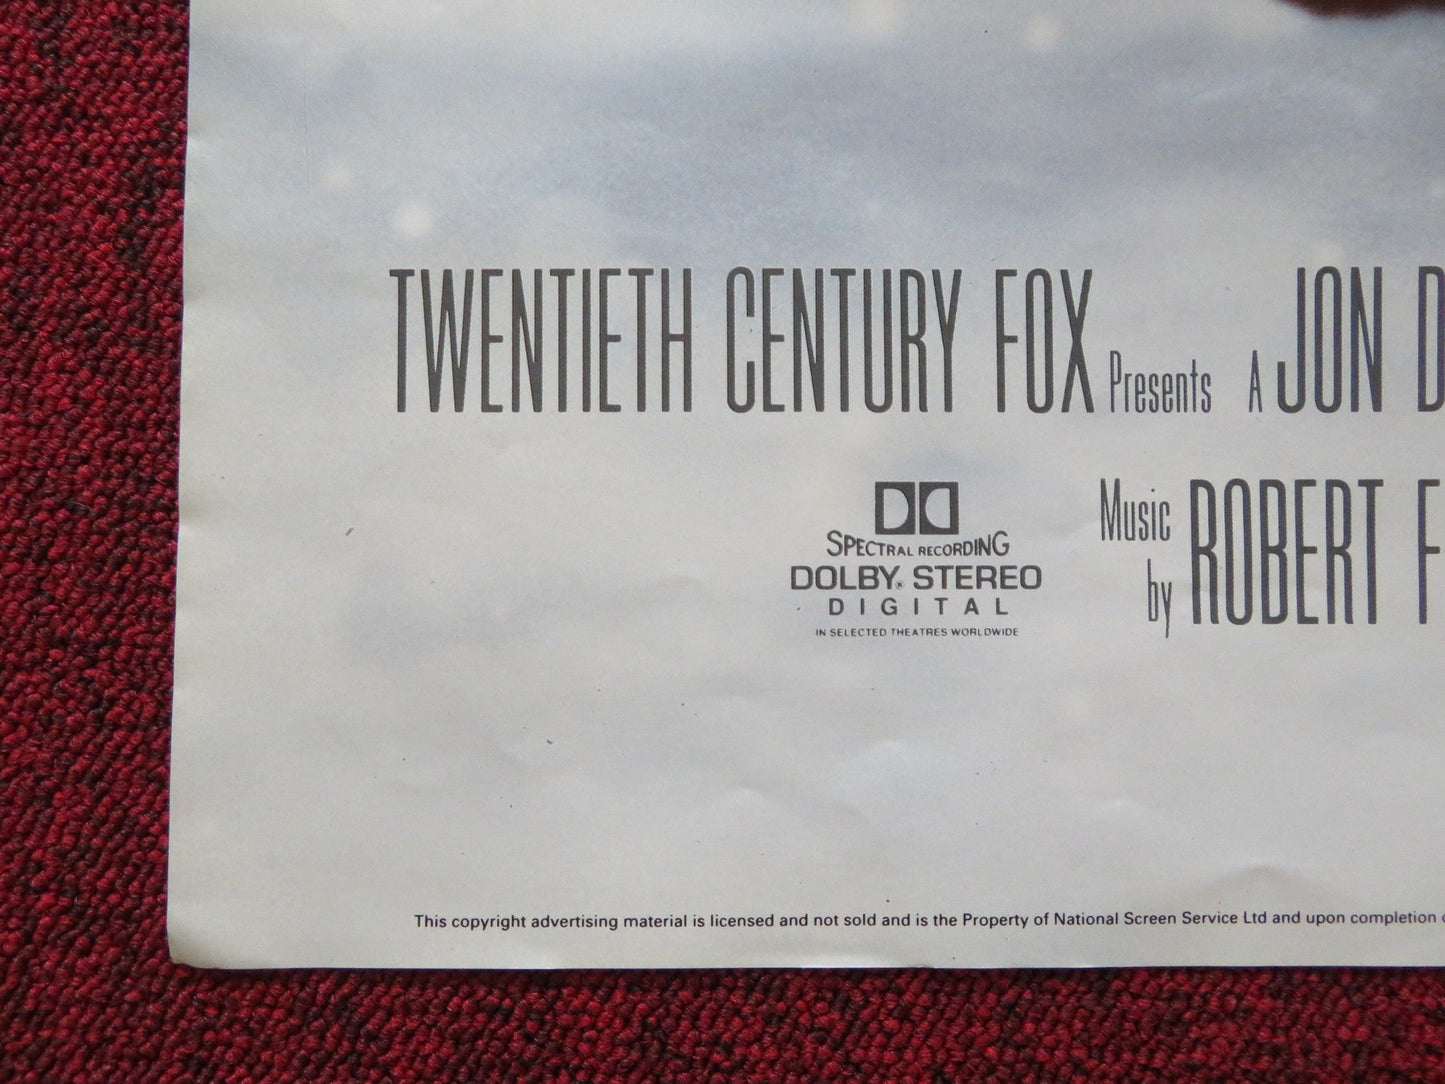 TWENTIETH CENTURY FOX Presents A JON D
SPECTRAL RECORDING
DOLBY STEREO
DIGITAL
IN SELECTED THEATRES WORLDWIDE
Music by ROBERT F
This copyright advertising material is licensed and not sold and is the Property of National Screen Service Ltd and upon completion